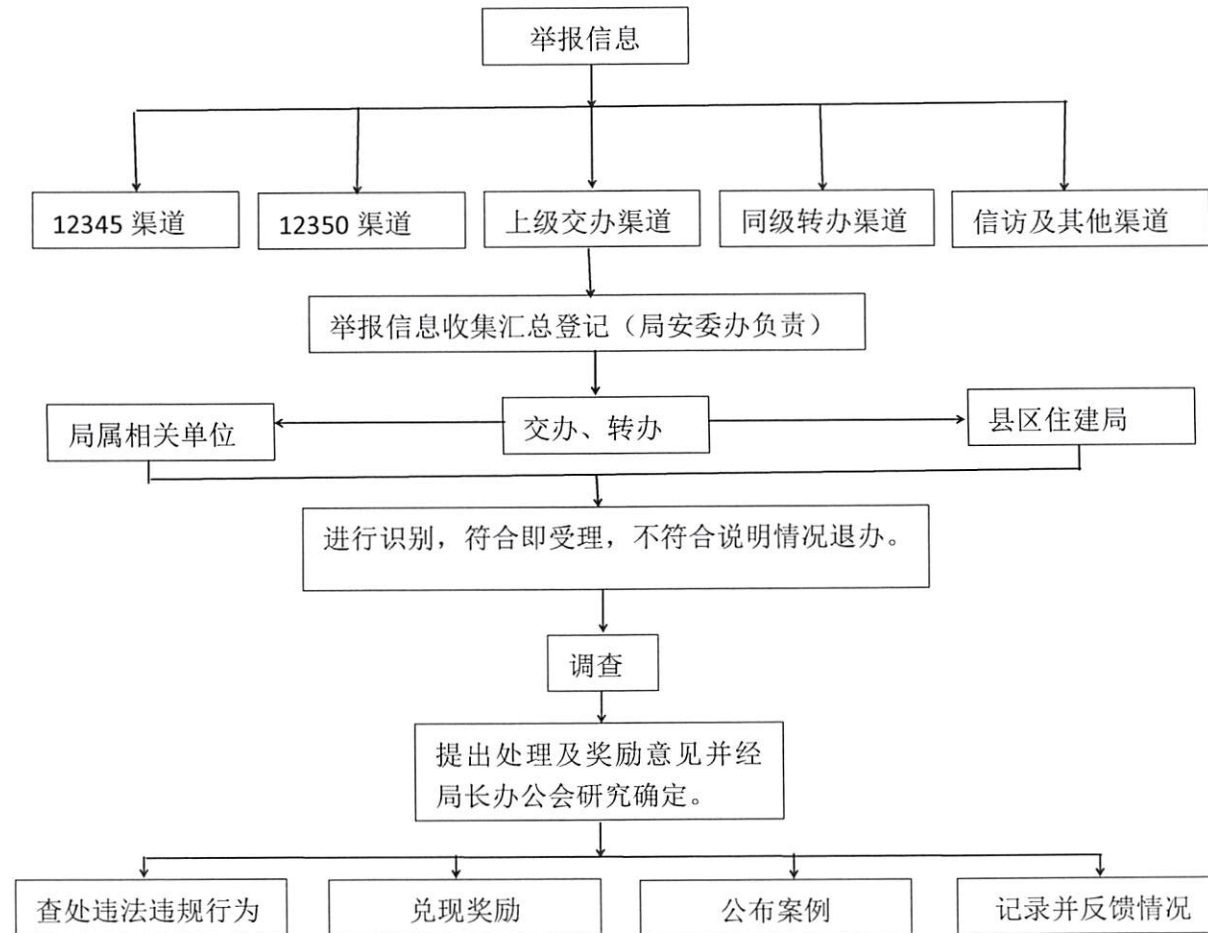 举报信息
12345 渠道
12350 渠道
上级交办渠道
同级转办渠道
信访及其他渠道
举报信息收集汇总登记（局安委办负责）
局属相关单位
交办、转办
县区住建局
进行识别，符合即受理，不符合说明情况退办。
调查
提出处理及奖励意见并经
局长办公会研究确定。
查处违法违规行为
兑现奖励
公布案例
记录并反馈情况